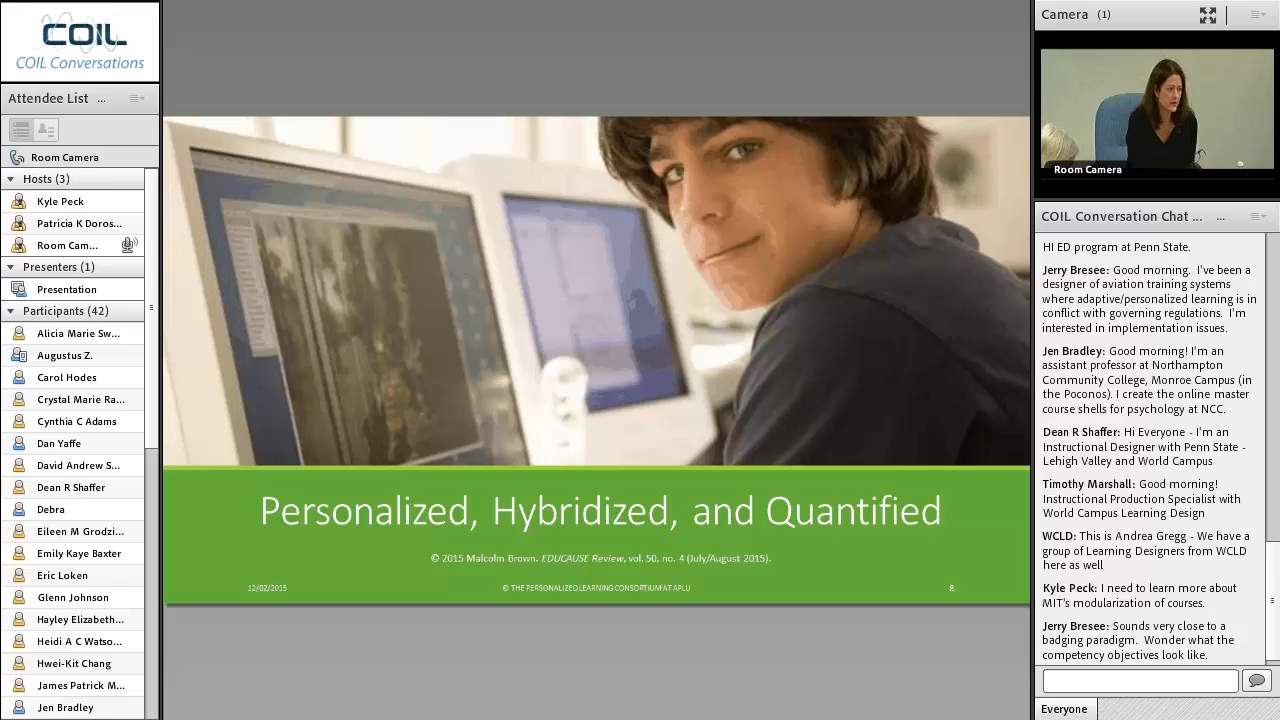 COIL
COIL Conversations
Attendee List ...
Room Camera
Hosts (3)
Kyle Peck
Patricia K Doros...
Room Cam...
Presenters (1)
Presentation
Participants (42)
Alicia Marie Sw...
Augustus Z.
Carol Hodes
Crystal Marie Ra...
Cynthia C Adams
Dan Yaffe
David Andrew S...
Dean R Shaffer
Debra
Eileen M Grodzi...
Emily Kaye Baxter
Eric Loken
Glenn Johnson
Hayley Elizabeth...
Heidi A C Watso...
Hwei-Kit Chang
James Patrick M...
Jen Bradley
Personalized, Hybridized, and Quantified
© 2015 Malcolm Brown. EDUCAUSE Review, vol. 50, no. 4 (July/August 2015).
12/02/2015
© THE PERSONALIZED LEARNING CONSORTIUM AT APLU
8
Camera (1)
Room Camera
COIL Conversation Chat ... ...
HI ED program at Penn State.
Jerry Bresee: Good morning. I've been a
designer of aviation training systems
where adaptive/personalized learning is in
conflict with governing regulations. I'm
interested in implementation issues.
Jen Bradley: Good morning! I'm an
assistant professor at Northampton
Community College, Monroe Campus (in
the Poconos). I create the online master
course shells for psychology at NCC.
Dean R Shaffer: Hi Everyone - I'm an
Instructional Designer with Penn State -
Lehigh Valley and World Campus
Timothy Marshall: Good morning!
Instructional Production Specialist with
World Campus Learning Design
WCLD: This is Andrea Gregg - We have a
group of Learning Designers from WCLD
here as well
Kyle Peck: I need to learn more about
MIT's modularization of courses.
Jerry Bresee: Sounds very close to a
badging paradigm. Wonder what the
competency objectives look like.
Everyone